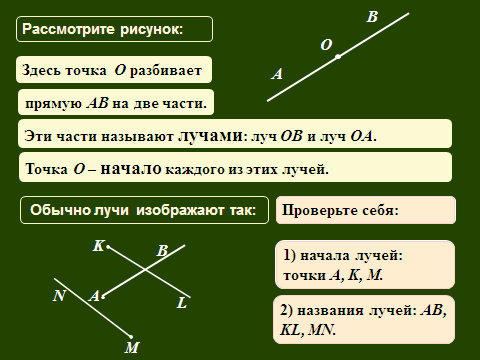 Рассмотрите рисунок:
B
O
A
Здесь точка O разбивает
прямую AB на две части.
Эти части называют лучами: луч OB и луч OA.
Точка O – начало каждого из этих лучей.
Обычно лучи изображают так:
Проверьте себя:
K
B
N
A
L
M
1) начала лучей:
точки A, K, M.
2) названия лучей: AB,
KL, MN.